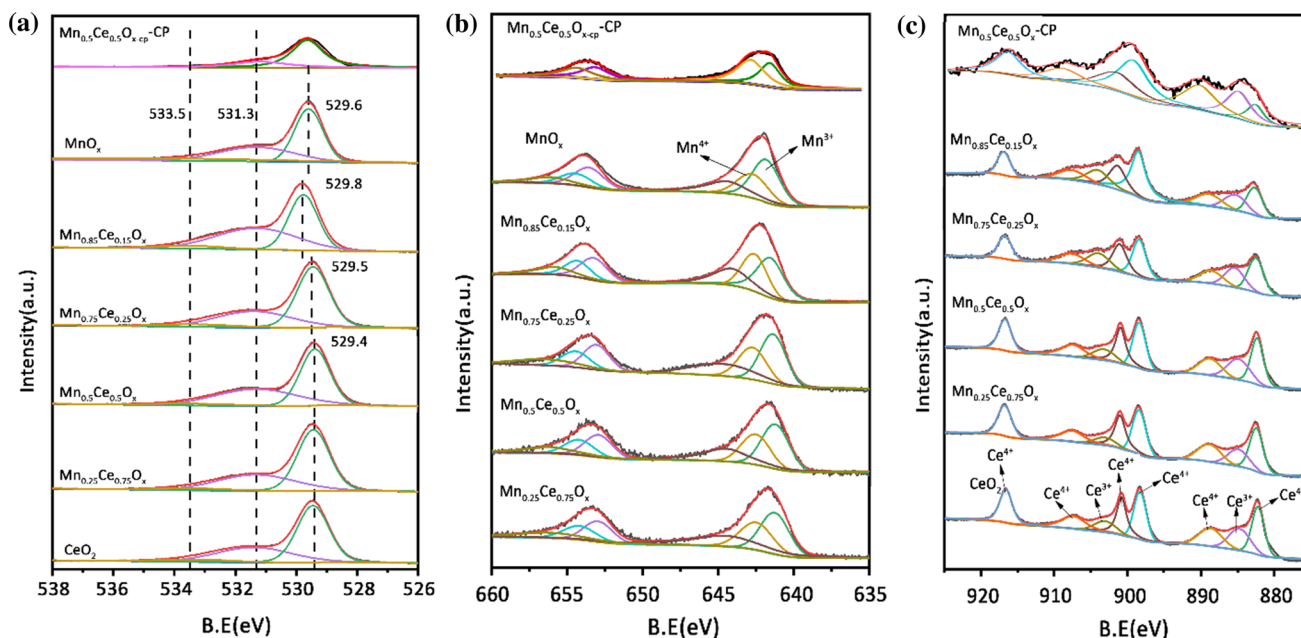 (a)
Mn0.5Ce0.5Ox-cp-CP
533.5
531.3
529.6
MnOx
529.8
Mn0.85Ce0.15Ox
529.5
Mn0.75Ce0.25Ox
529.4
Mn0.5Ce0.5Ox
Mn0.25Ce0.75Ox
CeO2
Intensity(a.u.)
538 536 534 532 530 528 526
B.E(eV)
(b)
Mn0.5Ce0.5Ox-cp-CP
MnOx
Mn4+
Mn3+
Mn0.85Ce0.15Ox
Mn0.75Ce0.25Ox
Mn0.5Ce0.5Ox
Mn0.25Ce0.75Ox
Intensity(a.u.)
660 655 650 645 640 635
B.E(eV)
(c)
Mn0.5Ce0.5Ox-CP
Mn0.85Ce0.15Ox
Mn0.75Ce0.25Ox
Mn0.5Ce0.5Ox
Mn0.25Ce0.75Ox
Ce4+
CeO2
Ce4+
Ce3+
Ce4+
Ce4+
Ce4+
Ce3+
Ce4
Intensity(a.u.)
920 910 900 890 880
B.E(eV)